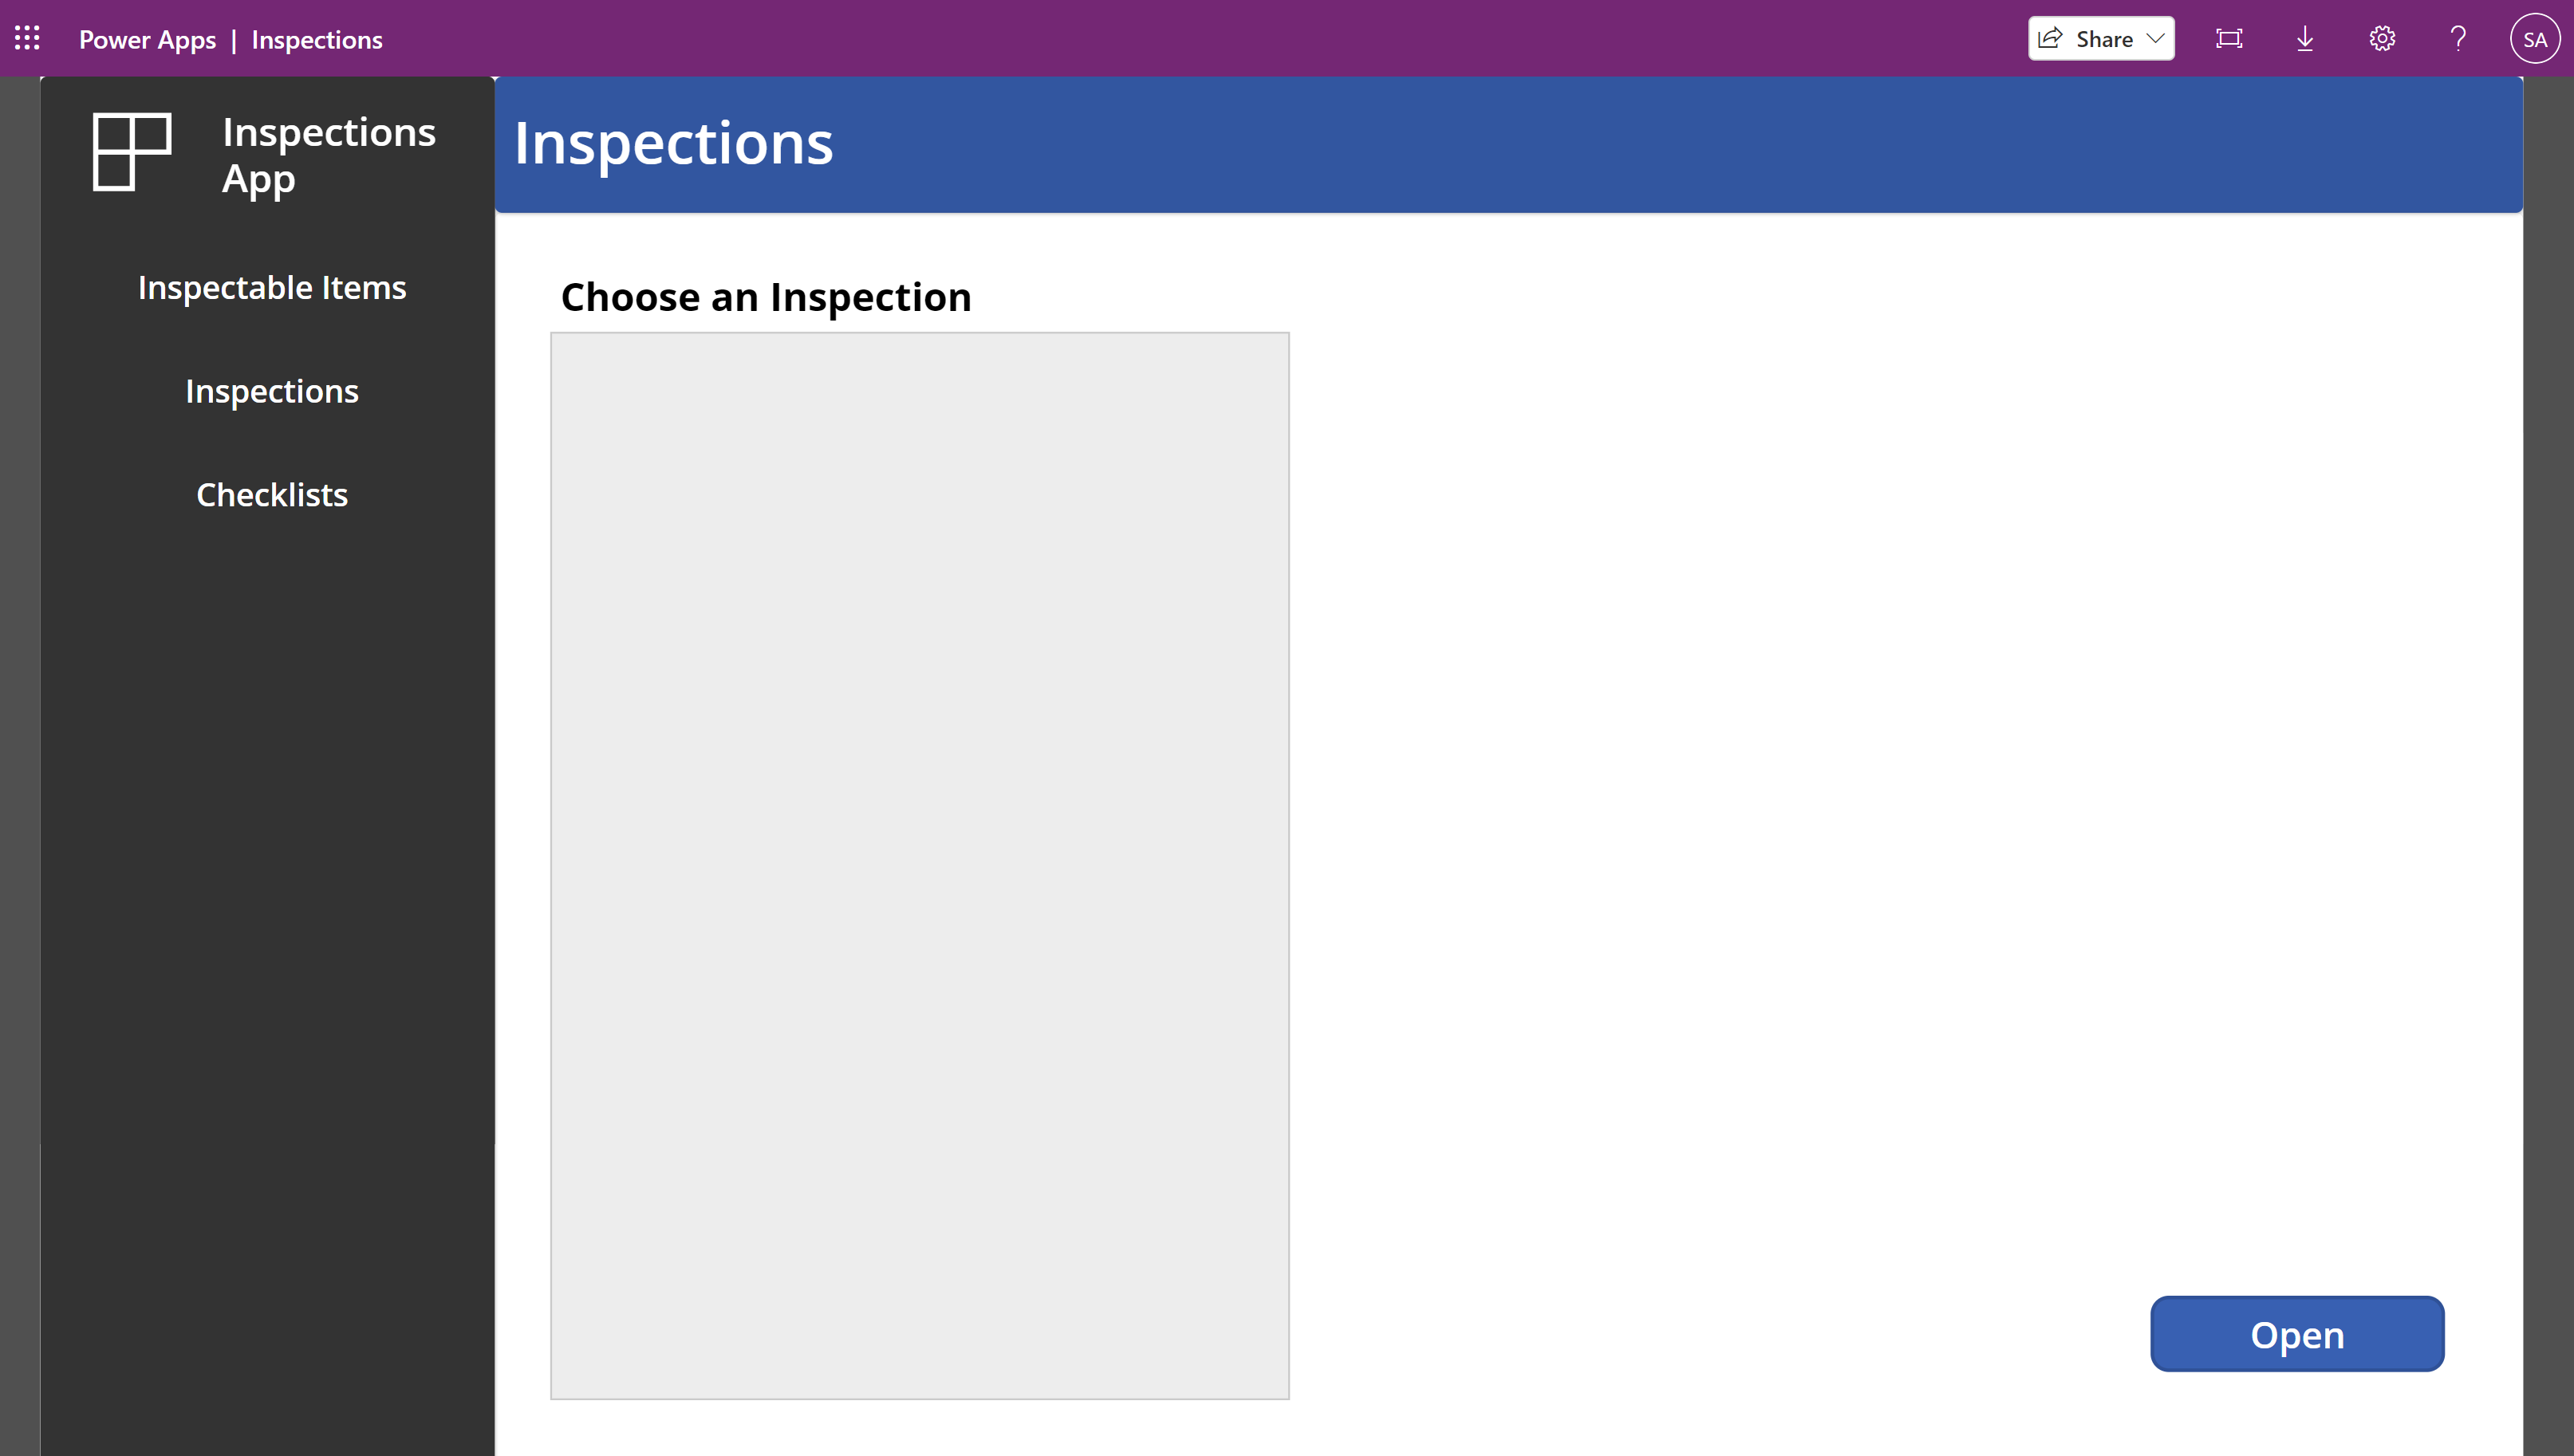 Power Apps | Inspections
Share
SA
Inspections
App
Inspectable Items
Inspections
Checklists
Inspections
Choose an Inspection
Open